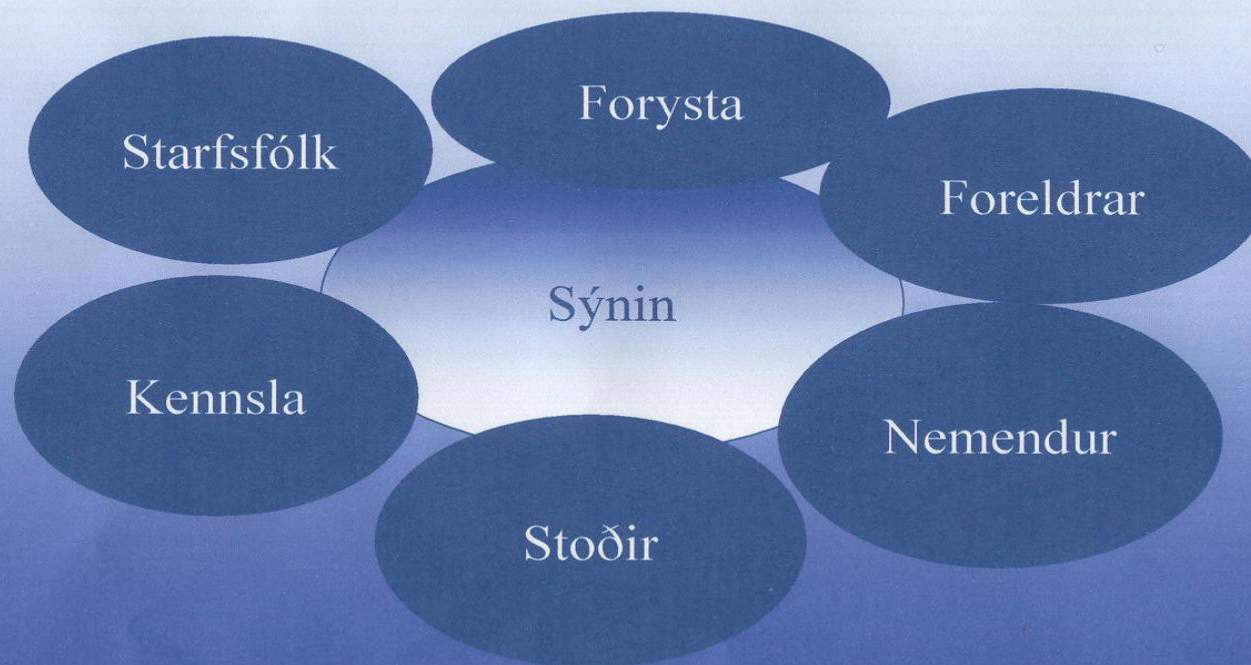 Forysta
Starfsfólk
Foreldrar
Sýnin
Kennsla
Nemendur
Stoðir